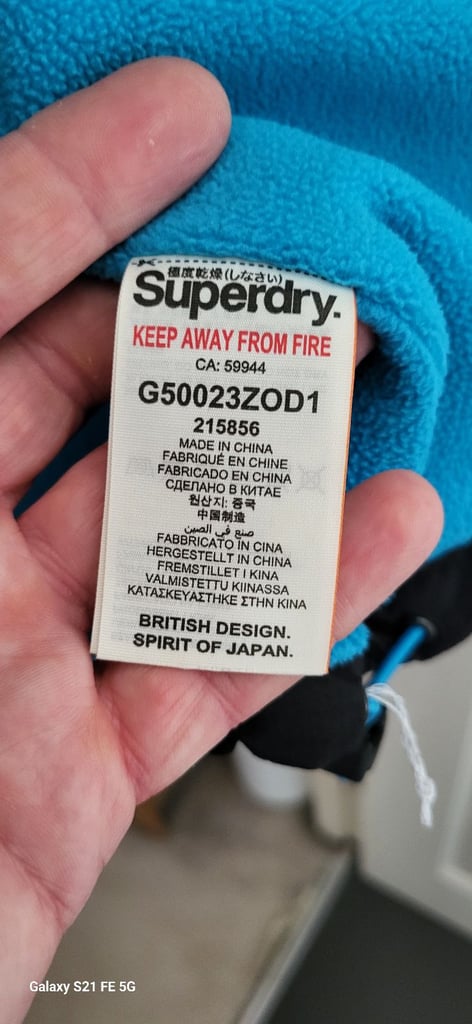 極度乾燥(しなさい)
Superdry.
KEEP AWAY FROM FIRE
CA: 59944
G50023ZOD1
215856
MADE IN CHINA
FABRIQUÉ EN CHINE
FABRICADO EN CHINA
СДЕЛАНО В КИТАЕ
원산지: 중국
中国制造
صنع في الصين
FABBRICATO IN CINA
HERGESTELLT IN CHINA
FREMSTILLET I KINA
VALMISTETTU KIINASSA
ΚΑΤΑΣΚΕΥΑΣΤΗΚΕ ΣΤΗΝ ΚΙΝΑ
BRITISH DESIGN.
SPIRIT OF JAPAN.
Galaxy S21 FE 5G